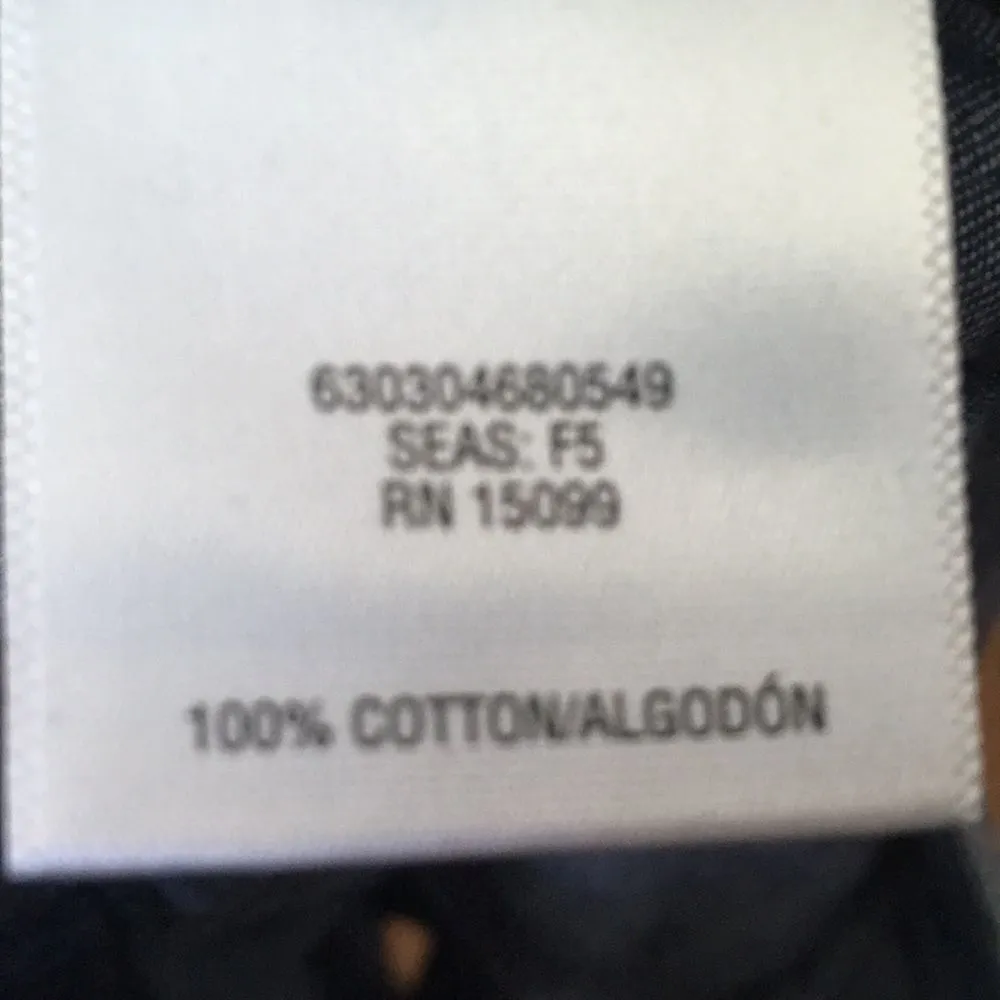 630304680549
SEAS: F5
RN 15099
100% COTTON/ALGODÓN